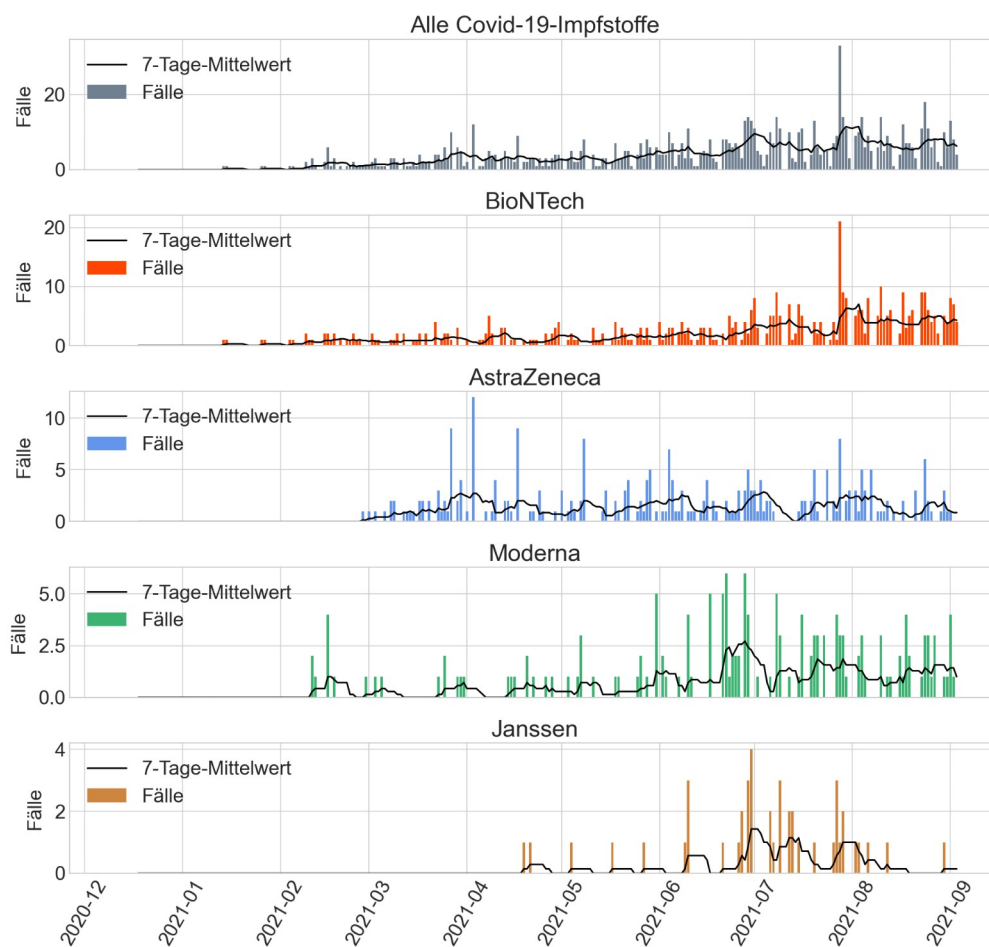 Alle Covid-19-Impfstoffe
7-Tage-Mittelwert
Fälle
Fälle
20
0
BioNTech
7-Tage-Mittelwert
Fälle
Fälle
20
10
0
AstraZeneca
7-Tage-Mittelwert
Fälle
Fälle
10
5
0
Moderna
7-Tage-Mittelwert
Fälle
Fälle
5.0
2.5
0.0
Janssen
7-Tage-Mittelwert
Fälle
Fälle
4
2
0
2020-12
2021-01
2021-02
2021-03
2021-04
2021-05
2021-06
2021-07
2021-08
2021-09